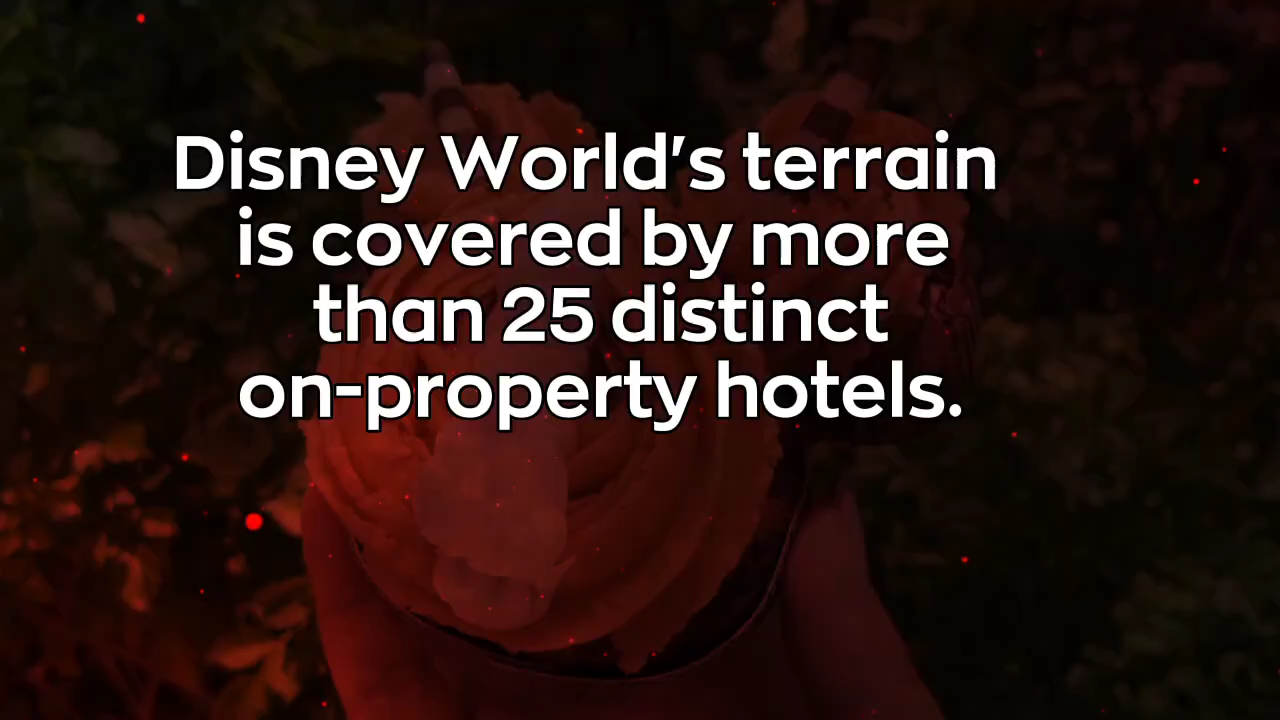 Disney World's terrain
is covered by more
than 25 distinct
on-property hotels.